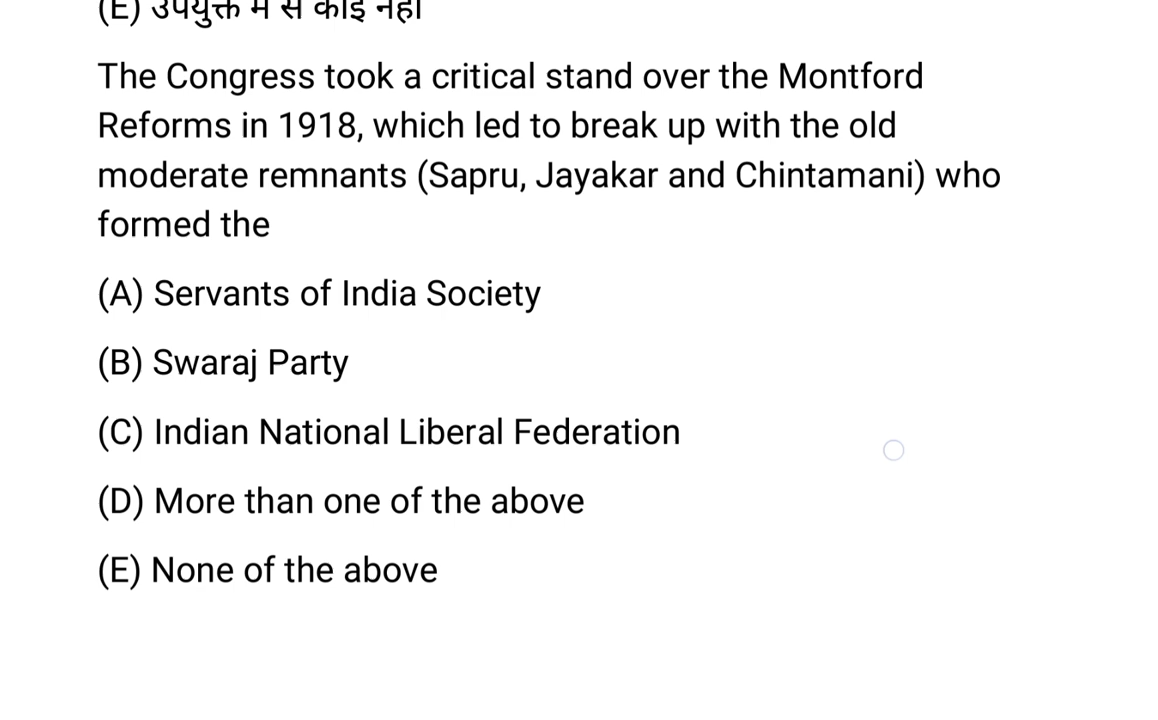 (E) उपर्युक्त में से कोई नहीं
The Congress took a critical stand over the Montford
Reforms in 1918, which led to break up with the old
moderate remnants (Sapru, Jayakar and Chintamani) who
formed the
(A) Servants of India Society
(B) Swaraj Party
(C) Indian National Liberal Federation
(D) More than one of the above
(E) None of the above